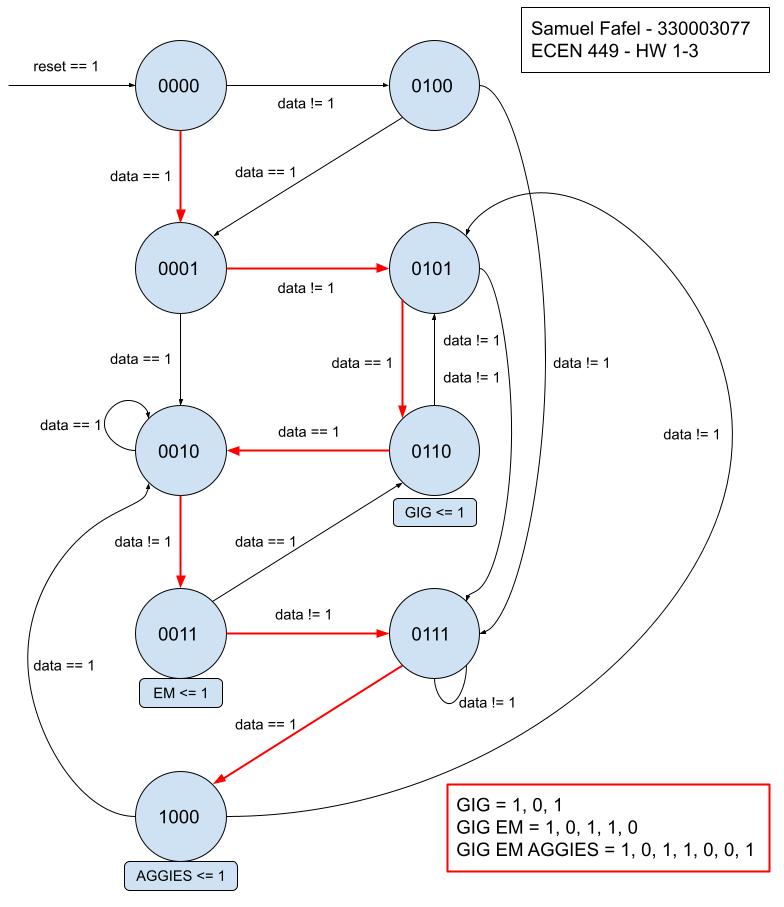 Samuel Fafel - 330003077
ECEN 449 - HW 1-3
reset == 1
0000
data != 1
0100
data == 1
data == 1
0001
data != 1
0101
data == 1
data == 1
data != 1
data != 1
data != 1
data == 1
0010
data == 1
0110
data != 1
GIG <= 1
data != 1
data == 1
0011
data != 1
0111
EM <= 1
data == 1
data != 1
data == 1
1000
AGGIES <= 1
GIG = 1, 0, 1
GIG EM = 1, 0, 1, 1, 0
GIG EM AGGIES = 1, 0, 1, 1, 0, 0, 1